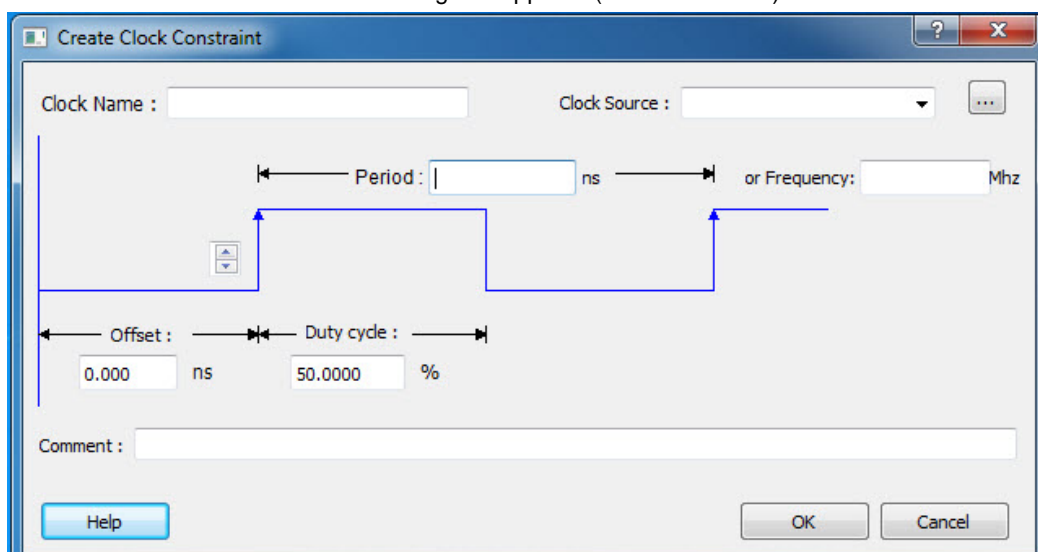 Create Clock Constraint
Clock Name :
Clock Source :
...
Period :
ns
or Frequency:
Mhz
Offset :
Duty cycle :
0.000
ns
50.0000
%
Comment :
Help
OK
Cancel